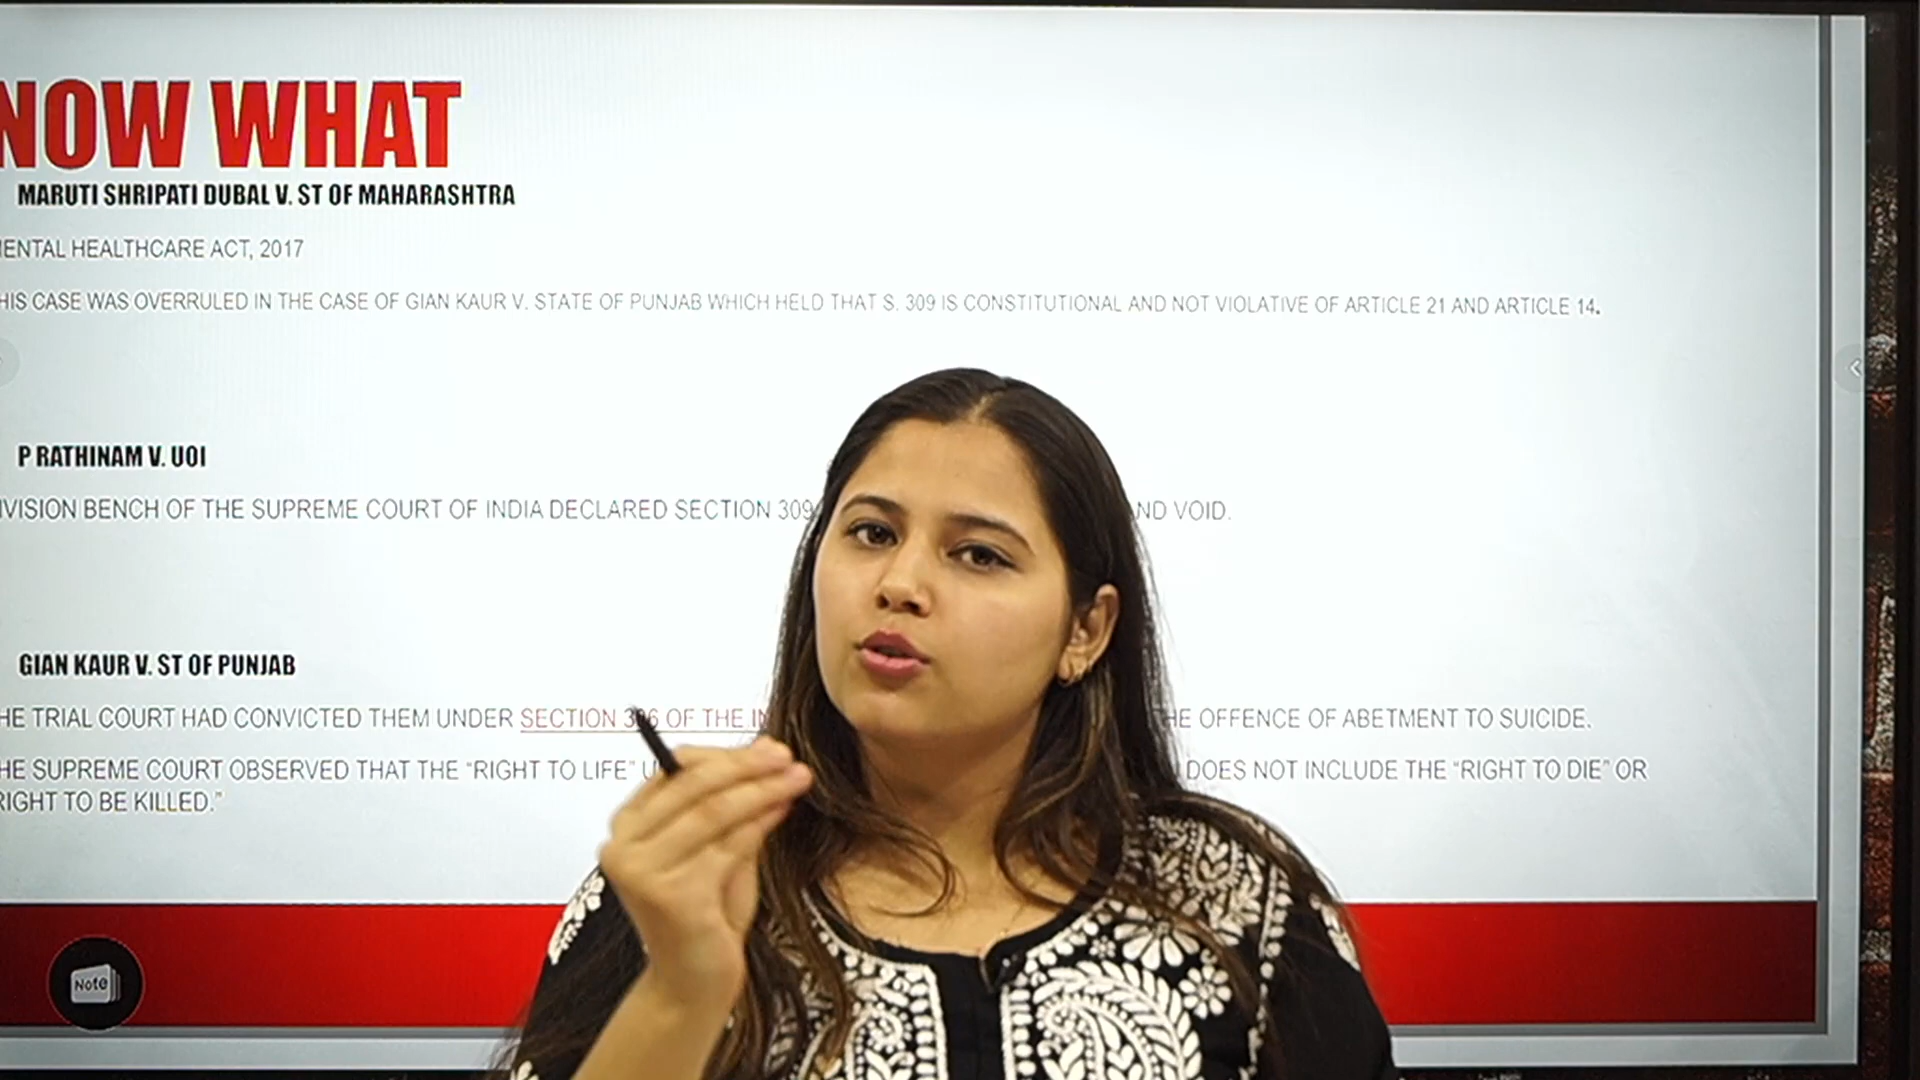 NOW WHAT
MARUTI SHRIPATI DUBAL V. ST OF MAHARASHTRA
ENTAL HEALTHCARE ACT, 2017
HIS CASE WAS OVERRULED IN THE CASE OF GIAN KAUR V. STATE OF PUNJAB WHICH HELD THAT S. 309 IS CONSTITUTIONAL AND NOT VIOLATIVE OF ARTICLE 21 AND ARTICLE 14.
P RATHINAM V. UOI
IVISION BENCH OF THE SUPREME COURT OF INDIA DECLARED SECTION 309 ND VOID.
GIAN KAUR V. ST OF PUNJAB
HE TRIAL COURT HAD CONVICTED THEM UNDER SECTION 306 OF THE IN HE OFFENCE OF ABETMENT TO SUICIDE.
HE SUPREME COURT OBSERVED THAT THE “RIGHT TO LIFE” U DOES NOT INCLUDE THE “RIGHT TO DIE” OR
RIGHT TO BE KILLED.”
Note